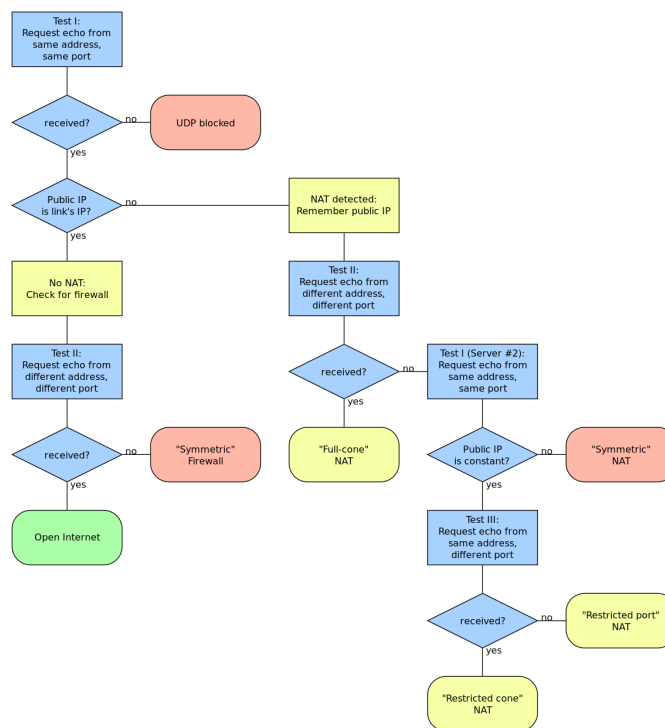 Test I:
Request echo from
same address,
same port
received?
no
UDP blocked
yes
Public IP
is link's IP?
no
NAT detected:
Remember public IP
yes
No NAT:
Check for firewall
Test II:
Request echo from
different address,
different port
Test II:
Request echo from
different address,
different port
received?
no
Test I (Server #2):
Request echo from
same address,
same port
yes
received?
no
"Symmetric"
Firewall
"Full-cone"
NAT
Public IP
is constant?
no
"Symmetric"
NAT
yes
yes
Open Internet
Test III:
Request echo from
same address,
different port
received?
no
"Restricted port"
NAT
yes
"Restricted cone"
NAT